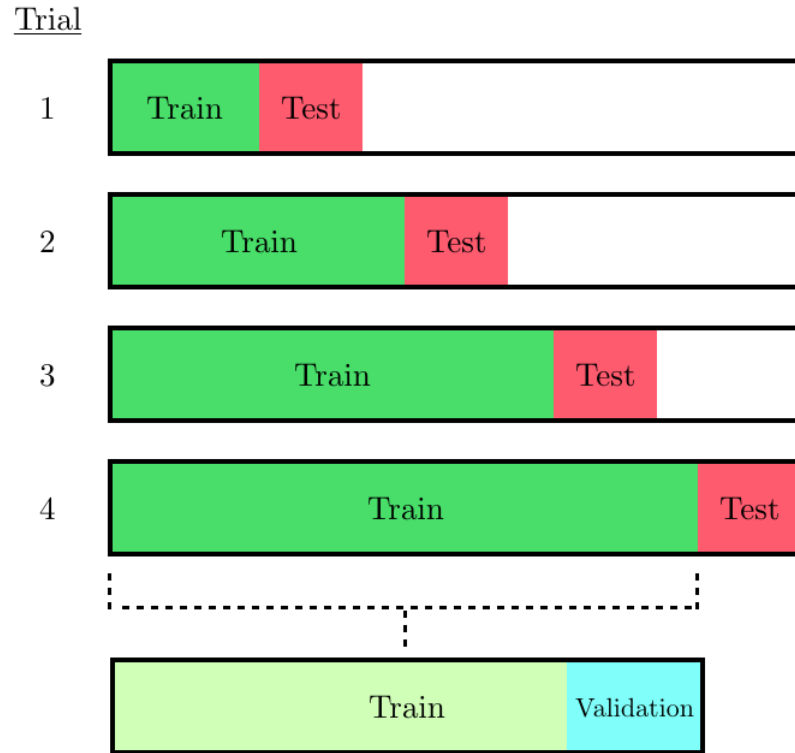 Trial
1 Train Test
2 Train Test
3 Train Test
4 Train Test
Train Validation